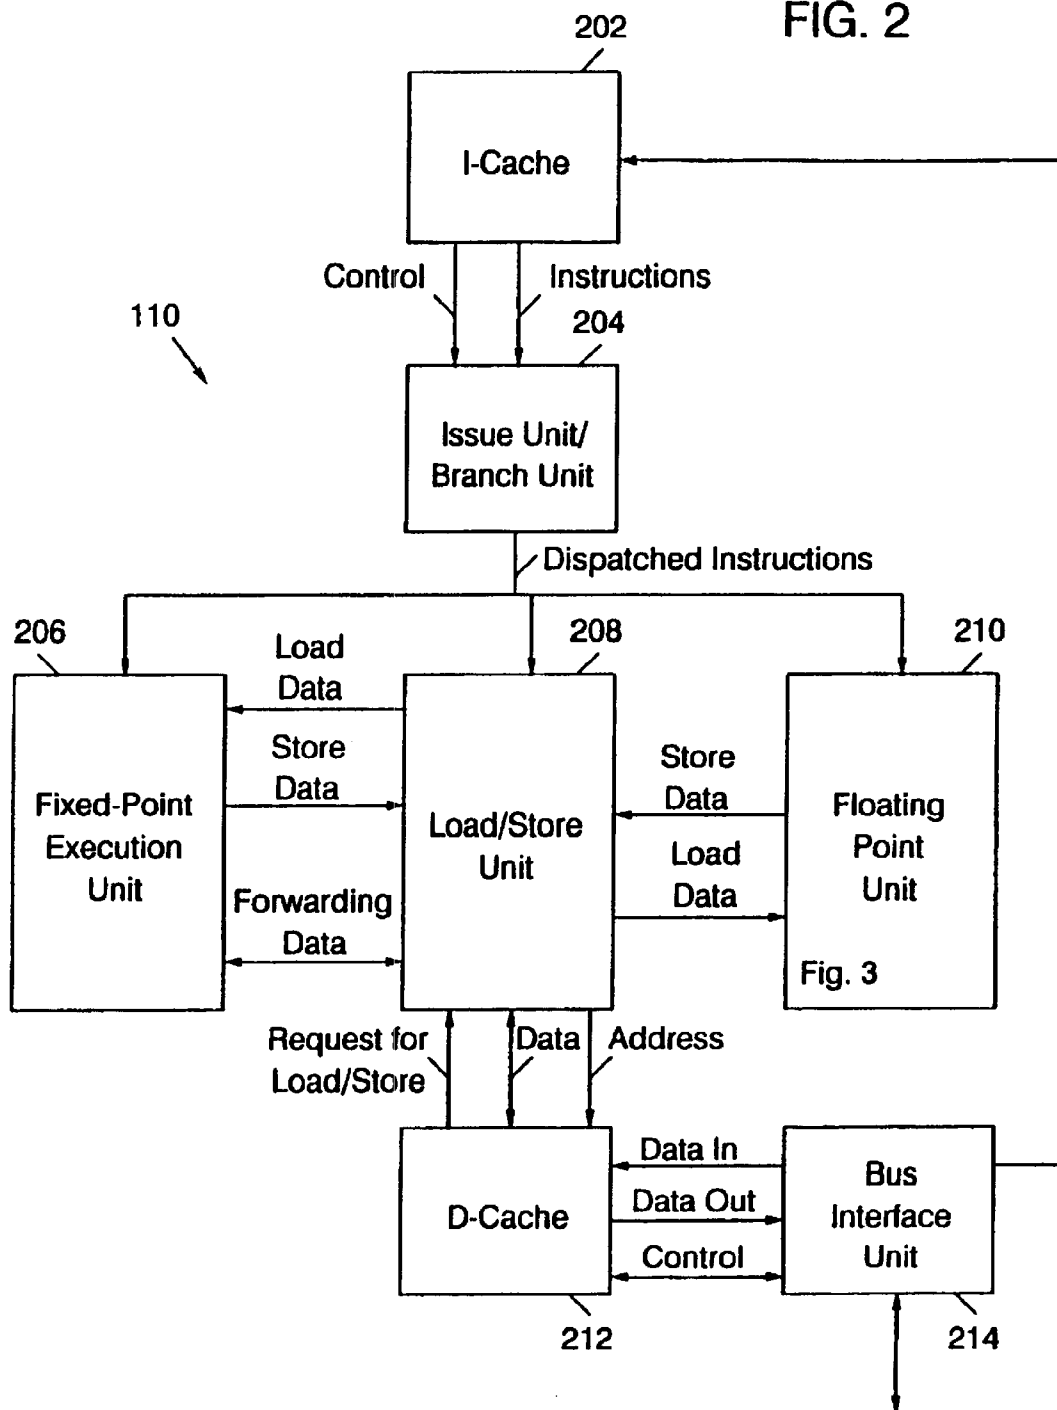 FIG. 2
202
I-Cache
Control
Instructions
110
204
Issue Unit/
Branch Unit
Dispatched Instructions
206
208
210
Load
Data
Store
Data
Fixed-Point
Execution
Unit
Forwarding
Data
Load/Store
Unit
Store
Data
Load
Data
Floating
Point
Unit
Fig. 3
Request for
Load/Store
Data
Address
D-Cache
Data In
Data Out
Control
Bus
Interface
Unit
212
214